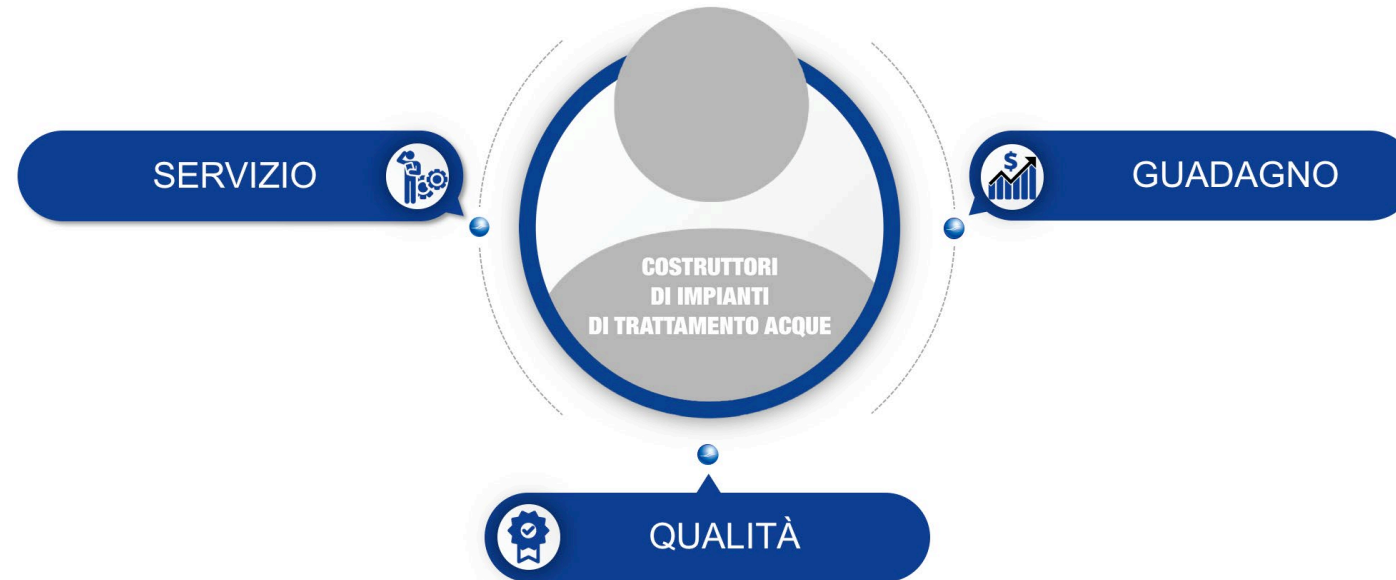 SERVIZIO
GUADAGNO
COSTRUTTORI
DI IMPIANTI
DI TRATTAMENTO ACQUE
QUALITÀ